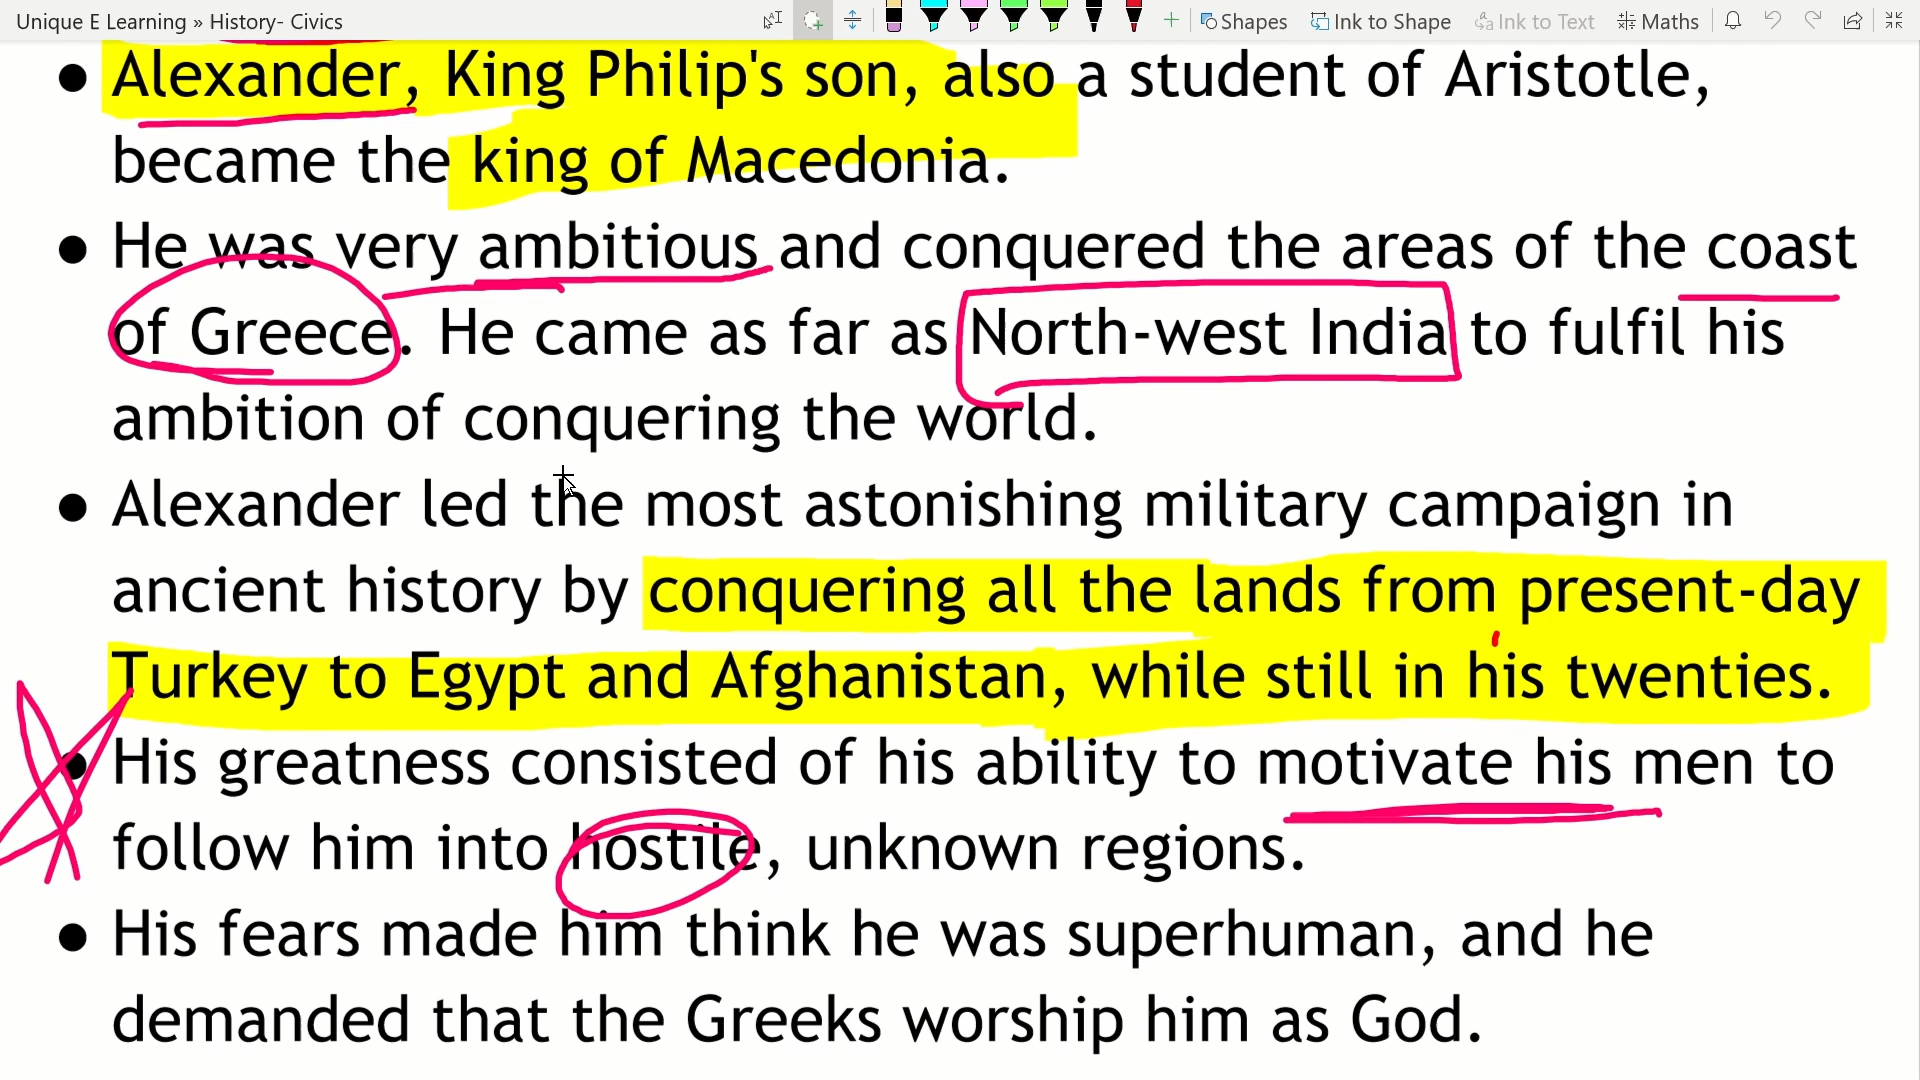 Unique E Learning » History- Civics
Shapes Ink to Shape Ink to Text Maths
● Alexander, King Philip's son, also a student of Aristotle,
became the king of Macedonia.
● He was very ambitious and conquered the areas of the coast
of Greece. He came as far as North-west India to fulfil his
ambition of conquering the world.
● Alexander led the most astonishing military campaign in
ancient history by conquering all the lands from present-day
Turkey to Egypt and Afghanistan, while still in his twenties.
● His greatness consisted of his ability to motivate his men to
follow him into hostile, unknown regions.
● His fears made him think he was superhuman, and he
demanded that the Greeks worship him as God.